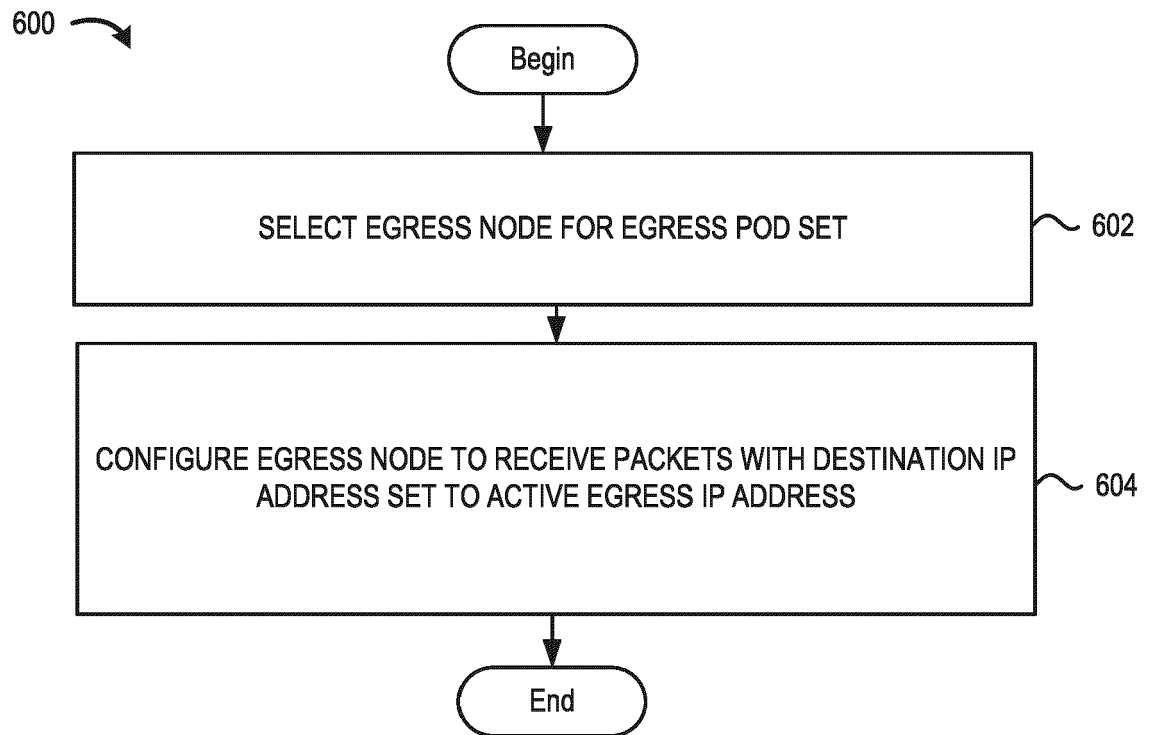 600
Begin
SELECT EGRESS NODE FOR EGRESS POD SET
602
CONFIGURE EGRESS NODE TO RECEIVE PACKETS WITH DESTINATION IP
ADDRESS SET TO ACTIVE EGRESS IP ADDRESS
604
End